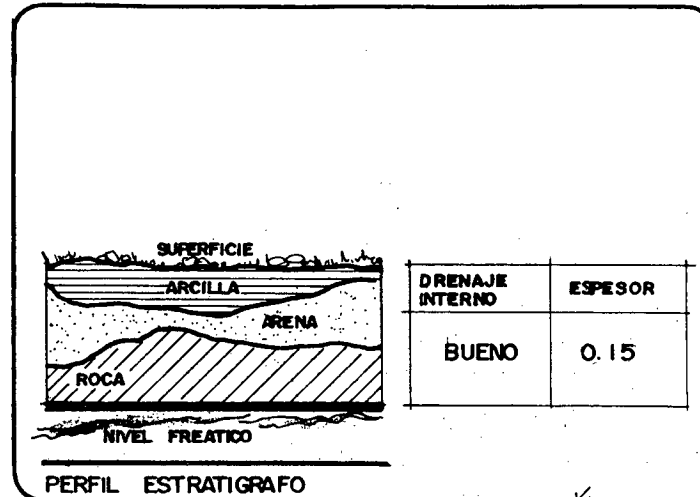 SUPERFICIE
ARCILLA
ARENA
ROCA
NIVEL FREATICO
PERFIL ESTRATIGRAFO
DRENAJE INTERNO
ESPESOR
BUENO
0.15